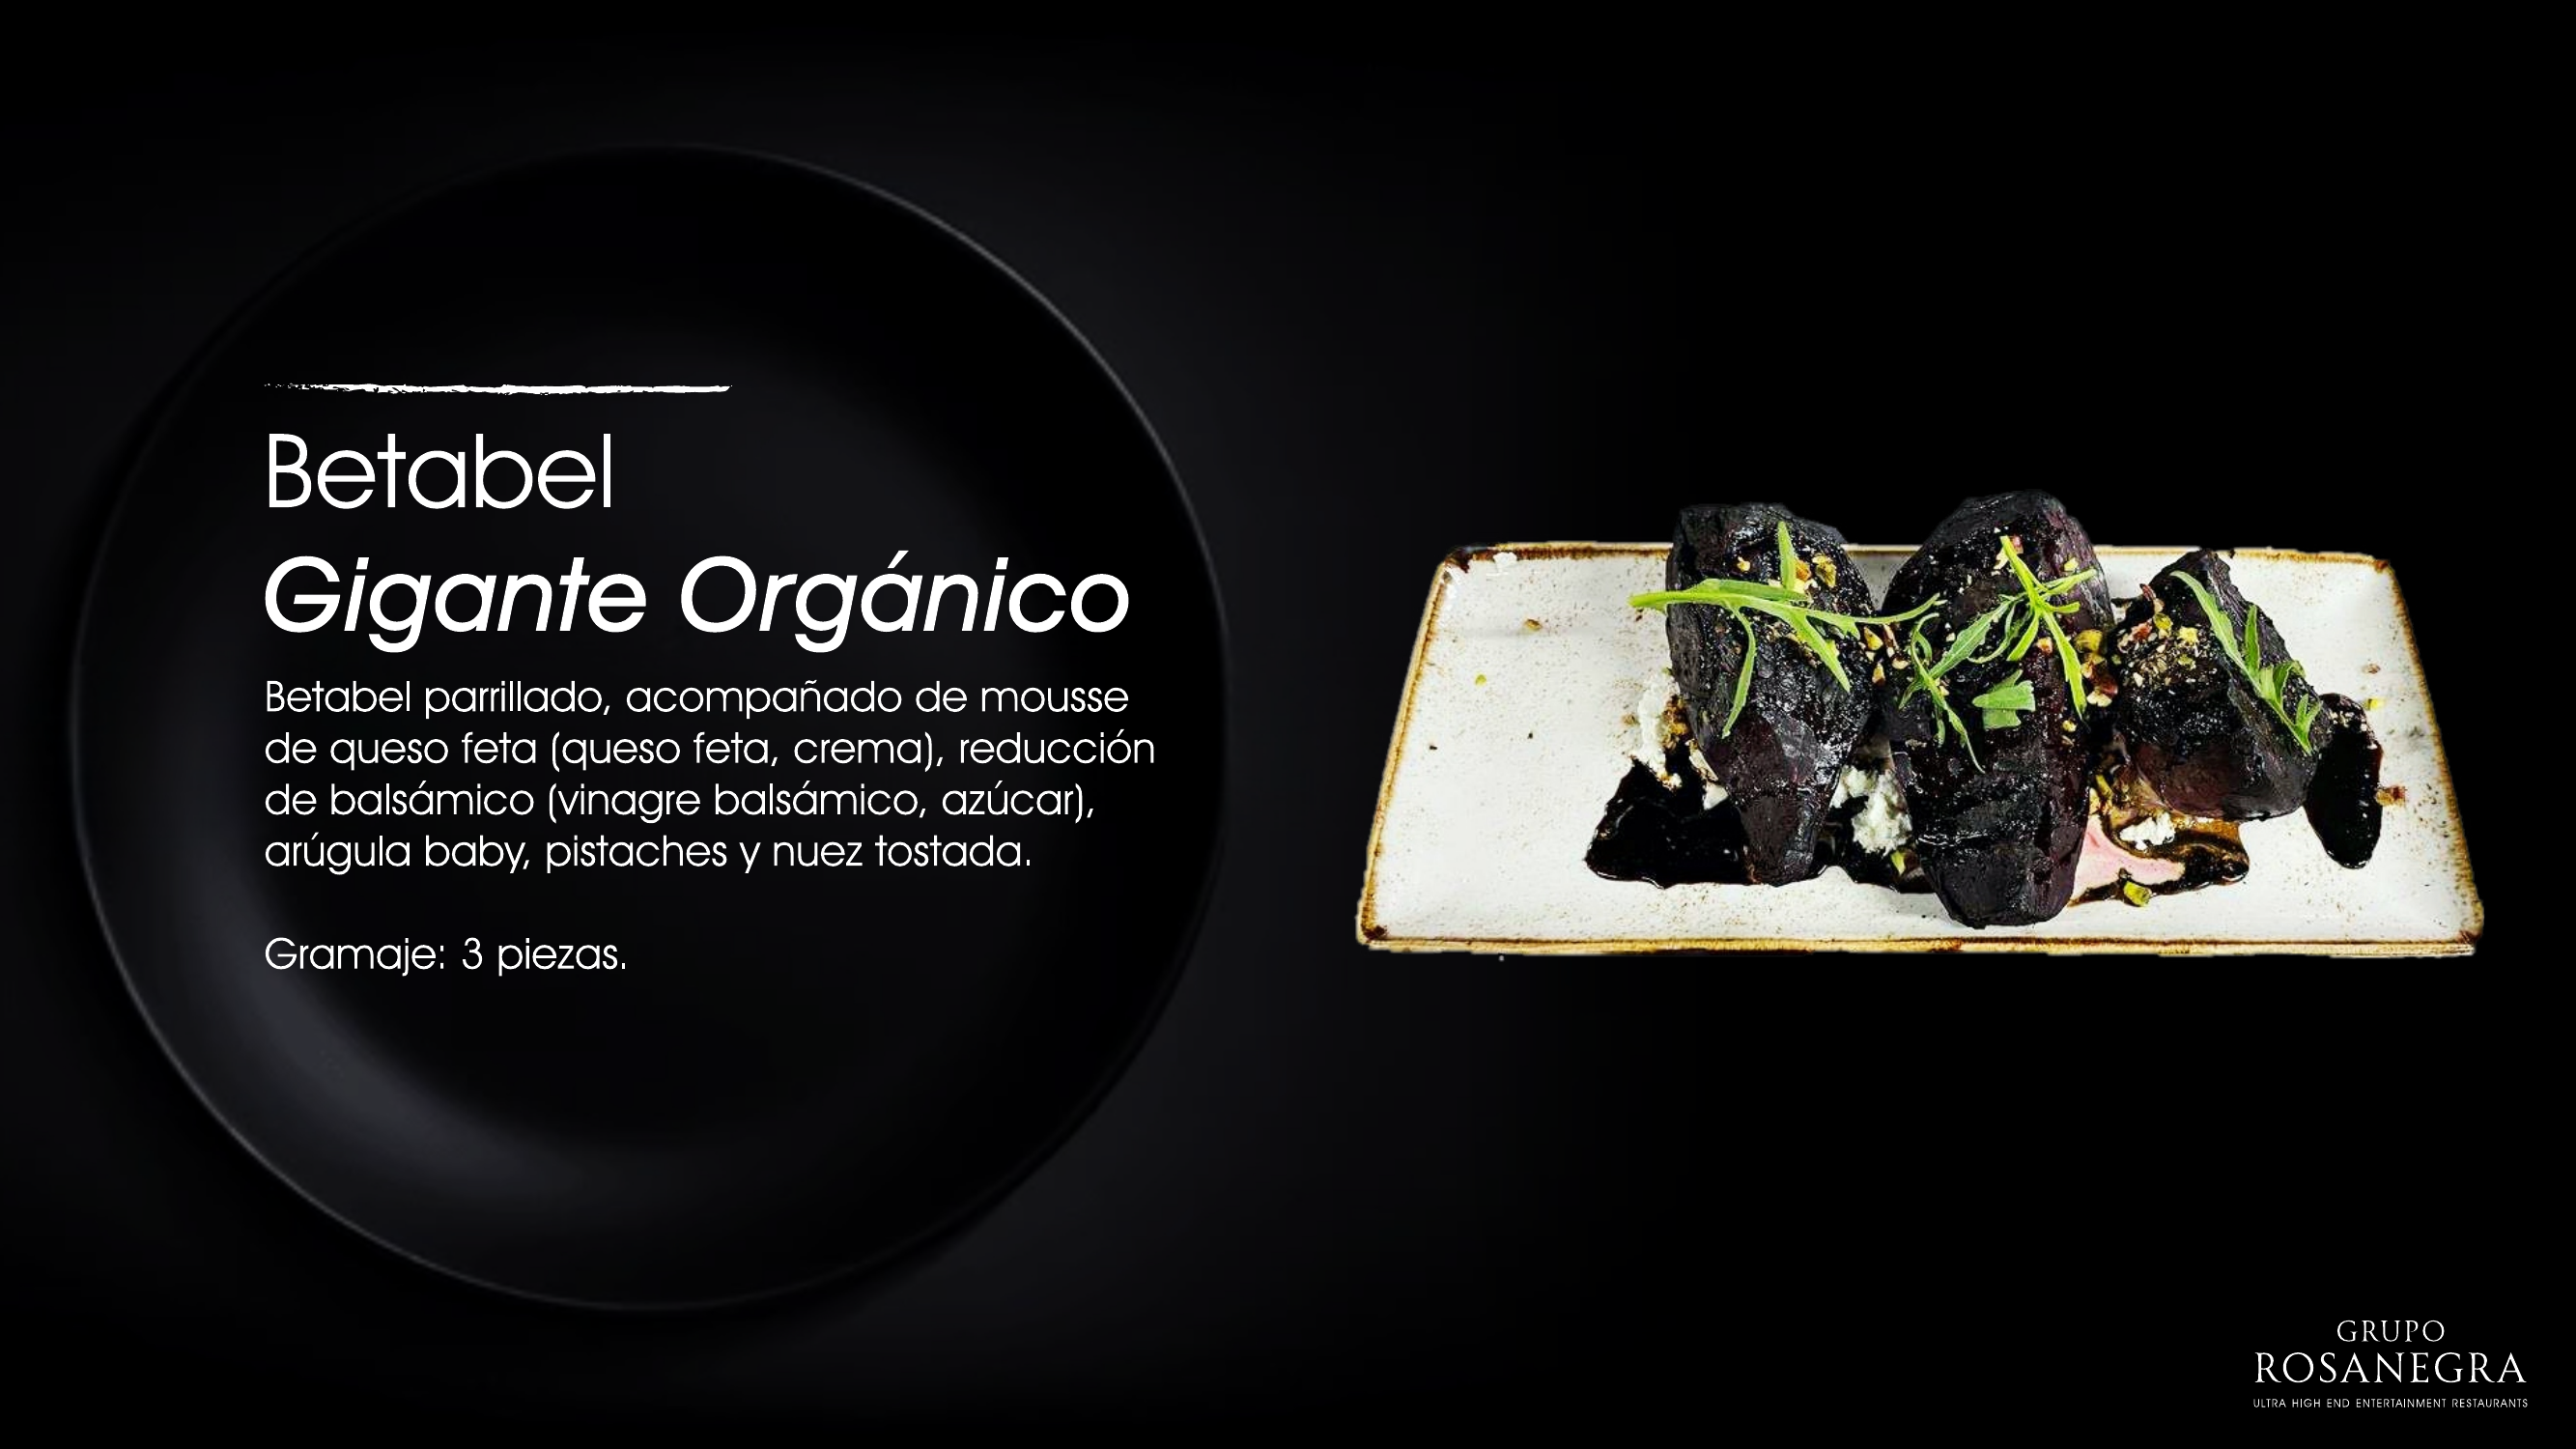 Betabel
Gigante Orgánico
Betabel parrillado, acompañado de mousse
de queso feta (queso feta, crema), reducción
de balsámico (vinagre balsámico, azúcar),
arúgula baby, pistaches y nuez tostada.
Gramaje: 3 piezas.
GRUPO
ROSANEGRA
ULTRA HIGH END ENTERTAINMENT RESTAURANTS